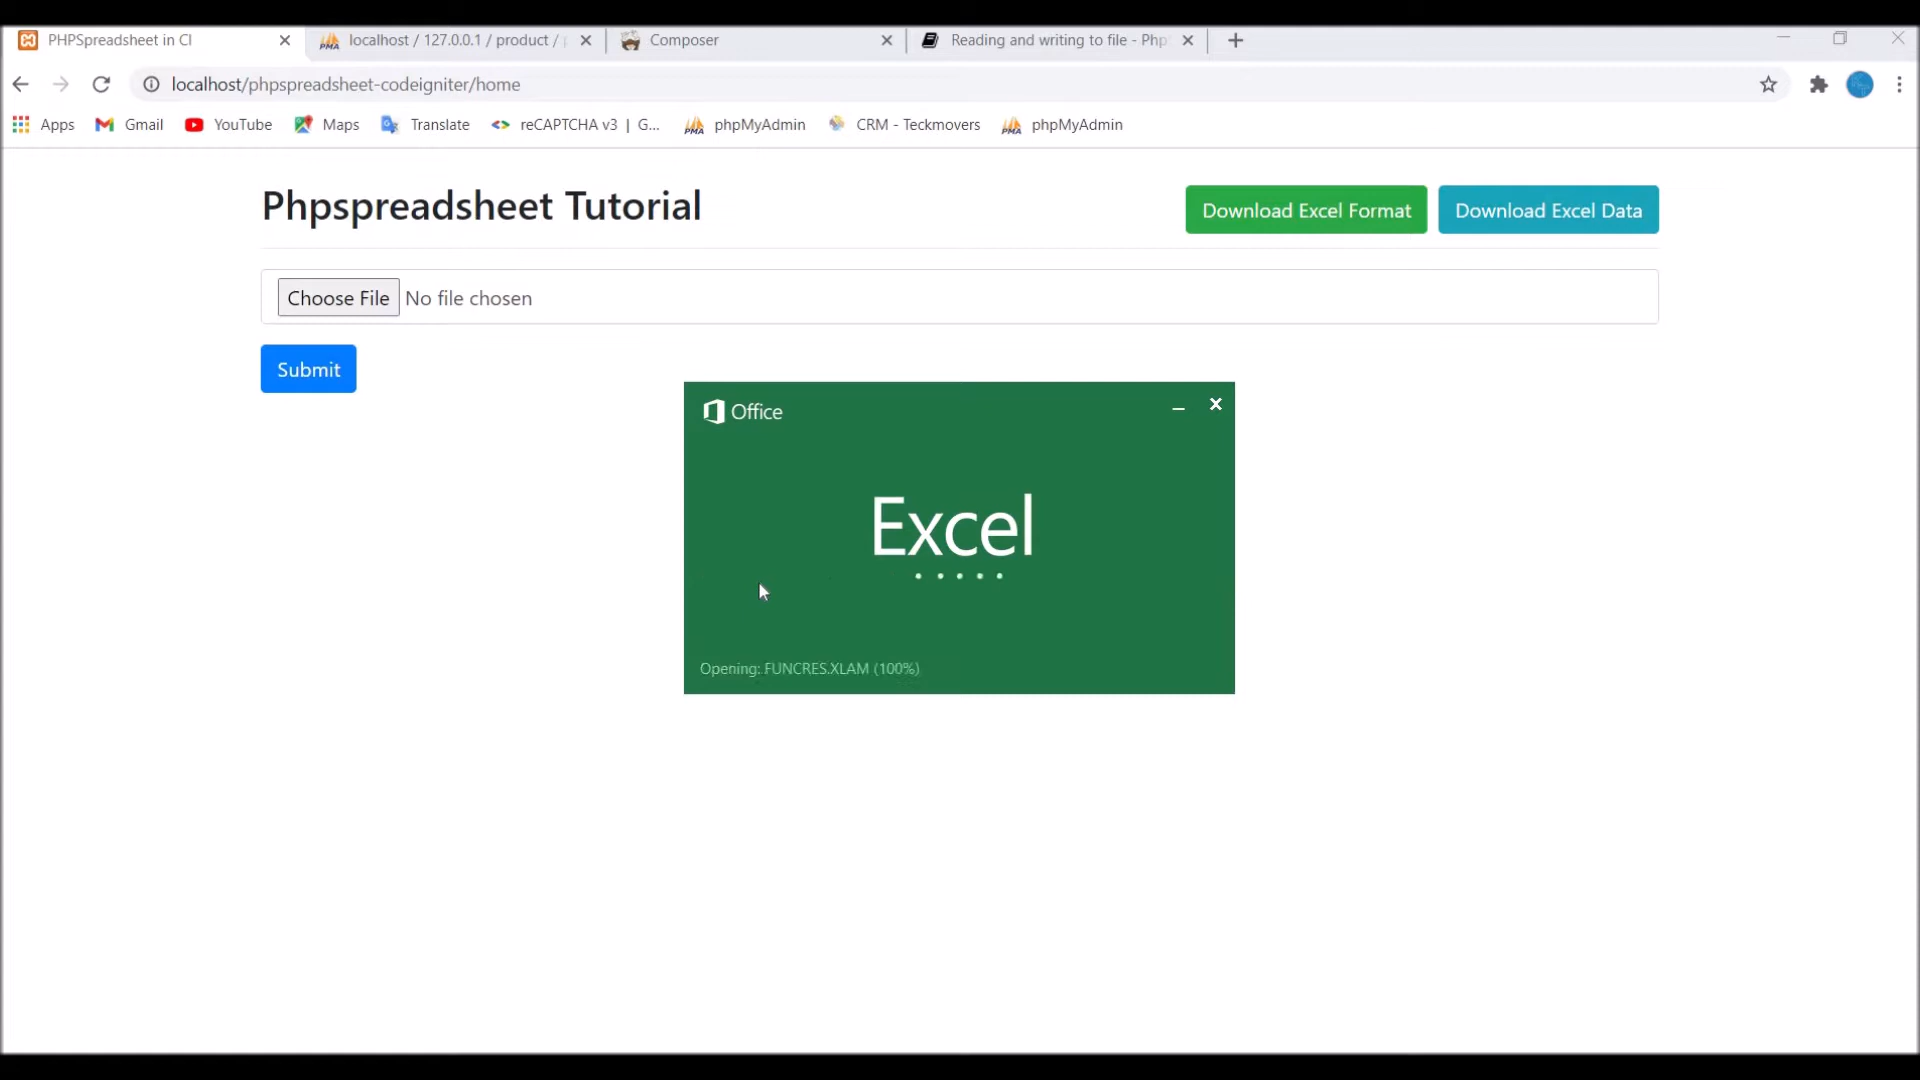 PHPSpreadsheet in CI
localhost / 127.0.0.1 / product /
Composer
Reading and writing to file - Php
localhost/phpspreadsheet-codeigniter/home
Apps Gmail YouTube Maps Translate reCAPTCHA v3 | G... phpMyAdmin CRM - Teckmovers phpMyAdmin
Phpspreadsheet Tutorial
Download Excel Format
Download Excel Data
Choose File No file chosen
Submit
Office
Excel
Opening: FUNCRES.XLAM (100%)